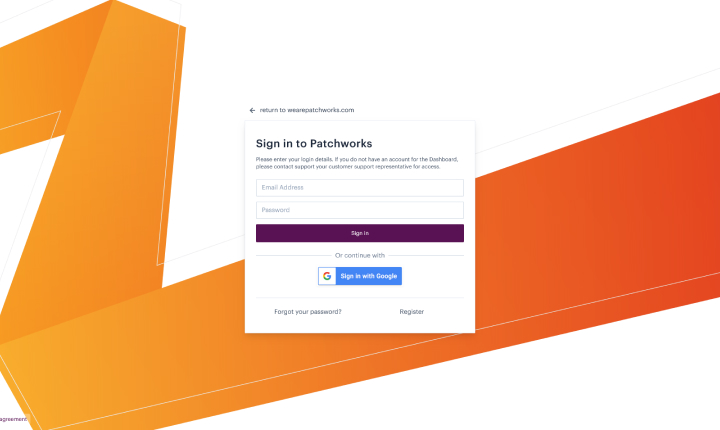 return to wearepatchworks.com
Sign in to Patchworks
Please enter your login details. If you do not have an account for the Dashboard,
please contact support your customer support representative for access.
Email Address
Password
Sign in
Or continue with
Sign in with Google
Forgot your password? Register
agreement